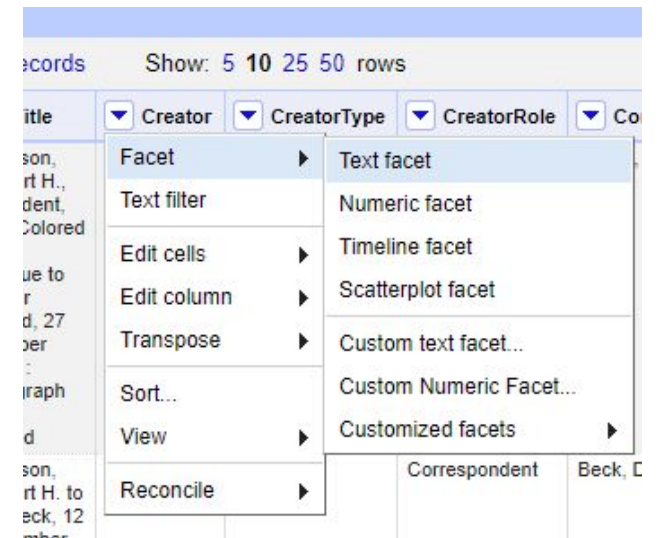 ecords Show: 5 10 25 50 rows
itle Creator CreatorType CreatorRole Co
son,
rt H.,
dent,
Colored
ue to
r
d, 27
ber
:
raph
d
son,
rt H. to
eck, 12
mber
Facet
Text filter
Edit cells
Edit column
Transpose
Sort...
View
Reconcile
Text facet
Numeric facet
Timeline facet
Scatterplot facet
Custom text facet...
Custom Numeric Facet...
Customized facets
Correspondent Beck, D